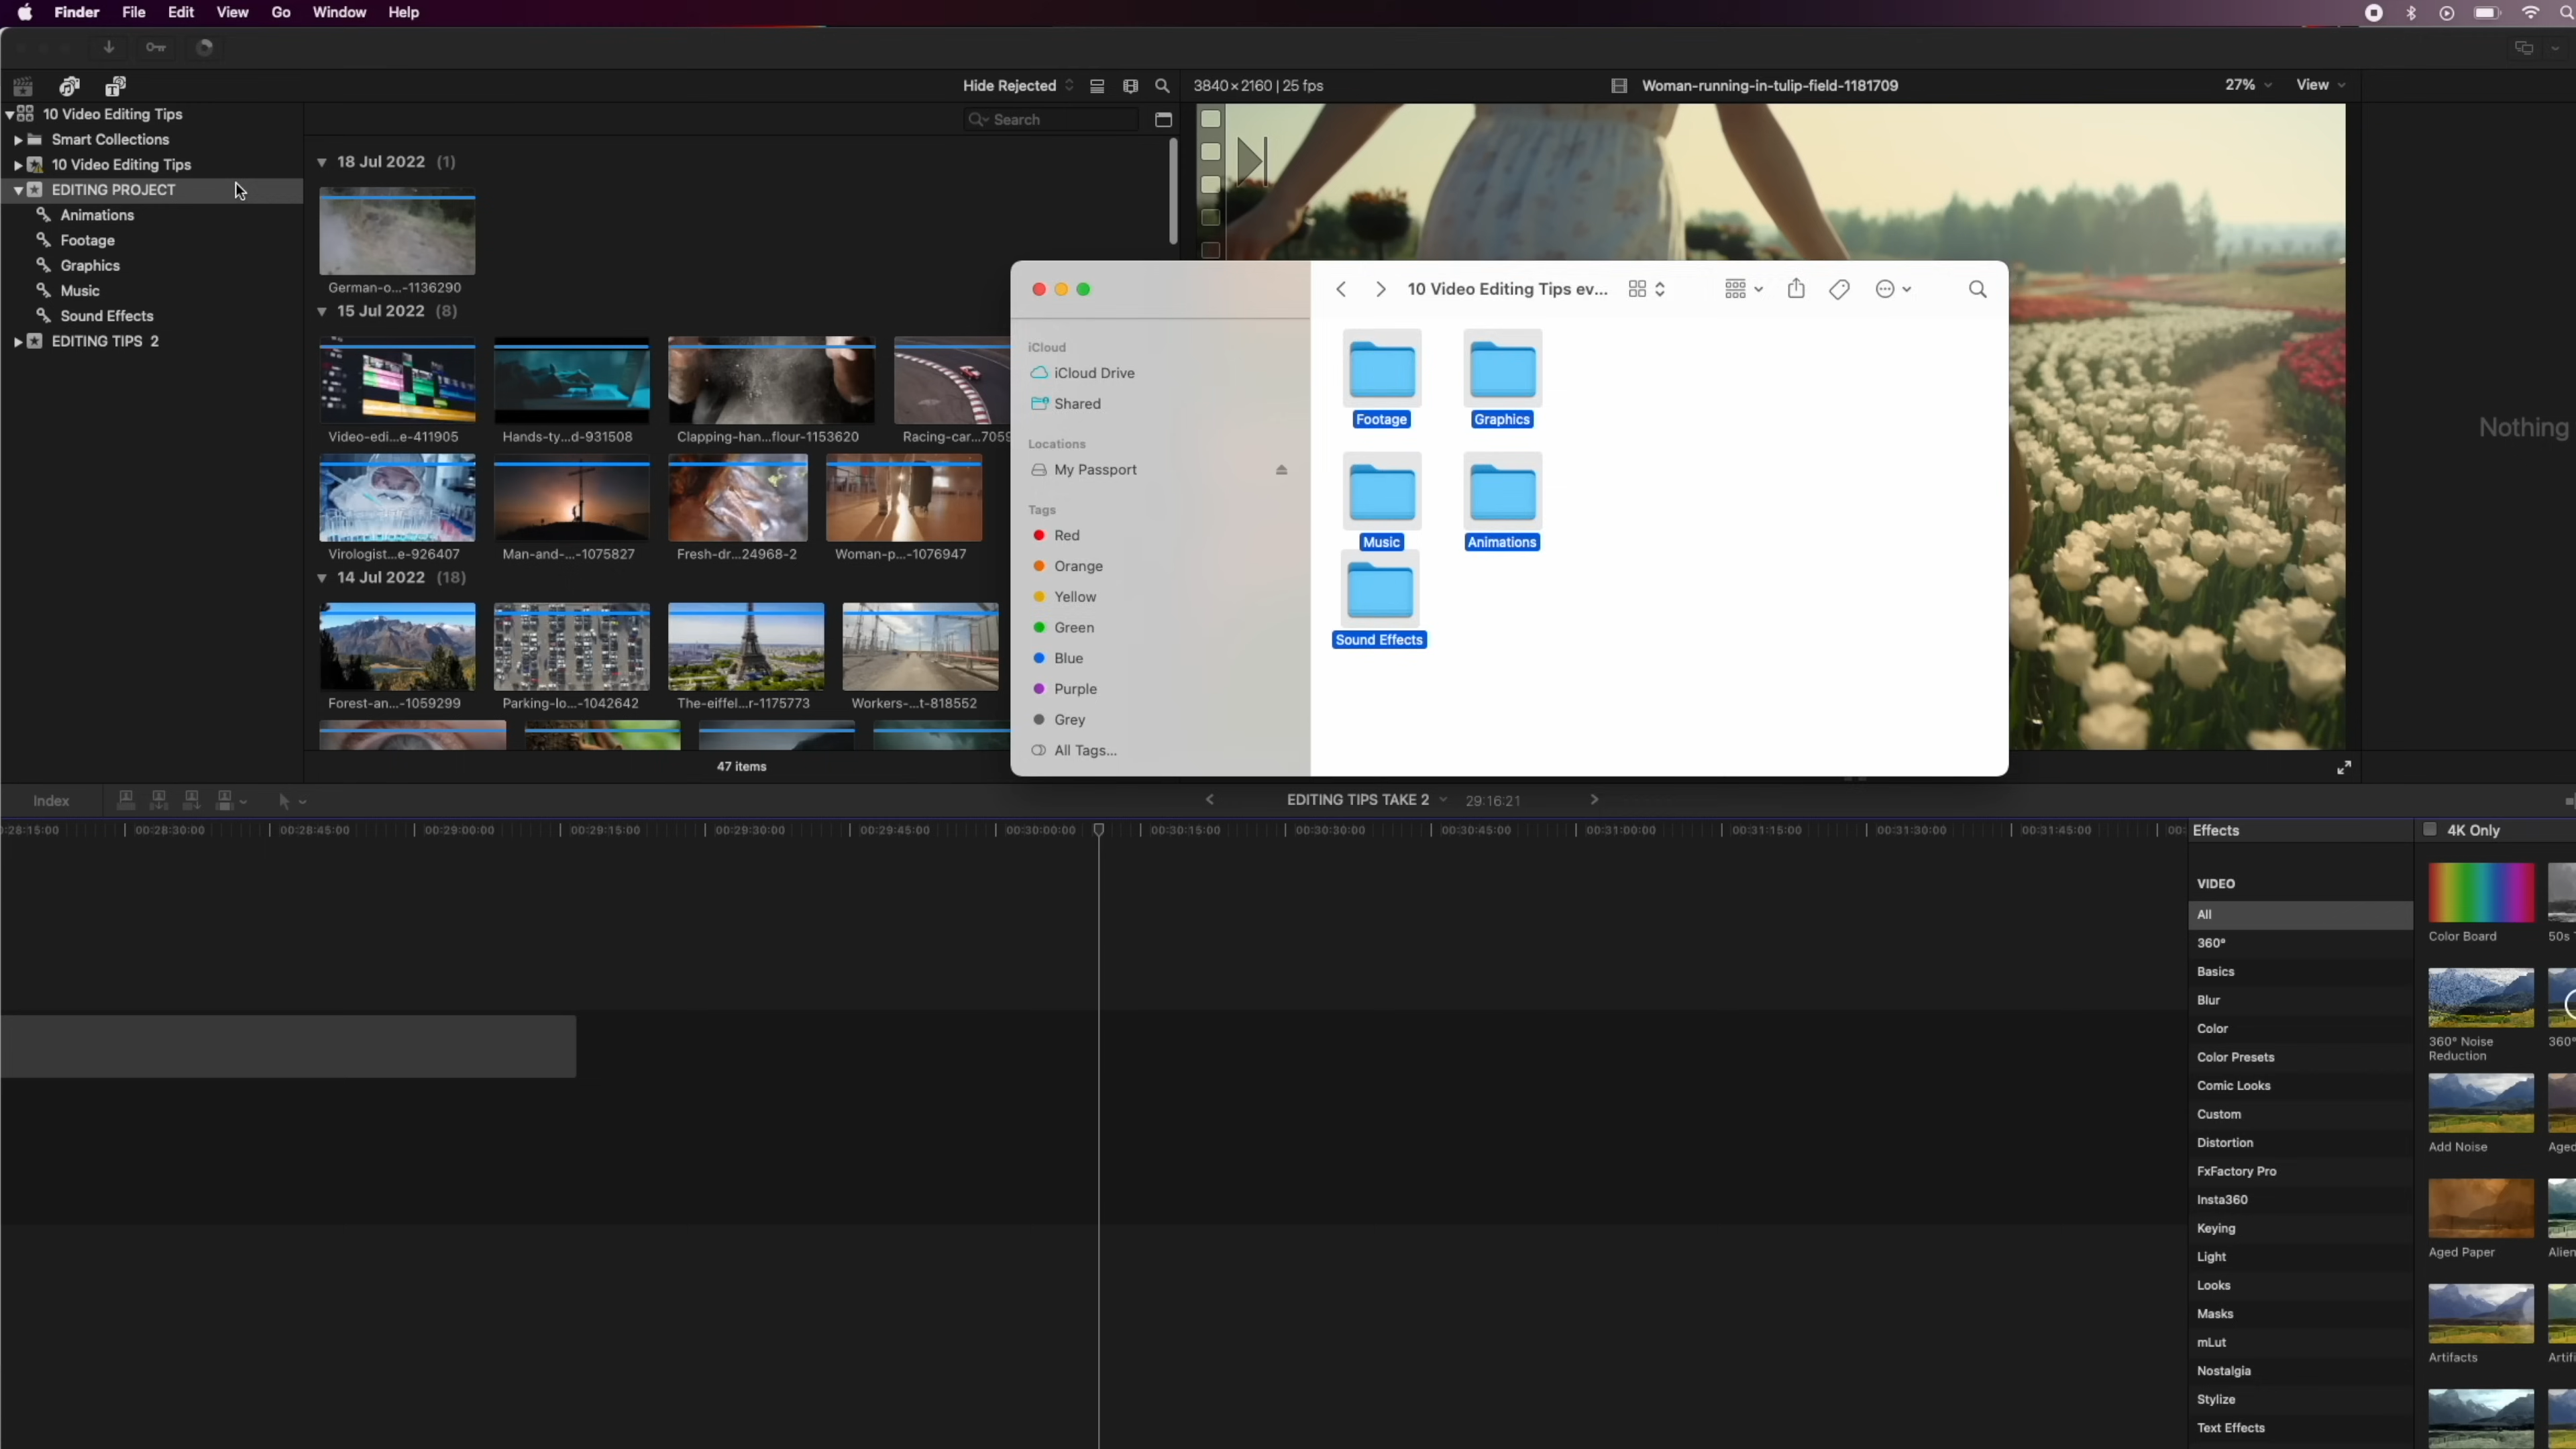 Finder File Edit View Go Window Help
Hide Rejected
3840×2160 | 25 fps
Woman-running-in-tulip-field-1181709
27%
View
10 Video Editing Tips
Smart Collections
10 Video Editing Tips
EDITING PROJECT
Animations
Footage
Graphics
Music
Sound Effects
EDITING TIPS 2
Search
18 Jul 2022 (1)
German-o...-1136290
15 Jul 2022 (8)
Video-edi...e-411905
Hands-ty...d-931508
Clapping-han...flour-1153620
Racing-car...7059
Virologist...e-926407
Man-and-...-1075827
Fresh-dr...24968-2
Woman-p...-1076947
14 Jul 2022 (18)
Forest-an...-1059299
Parking-lo...-1042642
The-eiffel...r-1175773
Workers-...t-818552
47 items
10 Video Editing Tips ev...
iCloud
iCloud Drive
Shared
Locations
My Passport
Tags
Red
Orange
Yellow
Green
Blue
Purple
Grey
All Tags...
Footage
Graphics
Music
Animations
Sound Effects
Nothing
Index
EDITING TIPS TAKE 2
29:16:21
:28:15:00 00:28:30:00 00:28:45:00 00:29:00:00 00:29:15:00 00:29:30:00 00:29:45:00 00:30:00:00 00:30:15:00 00:30:30:00 00:30:45:00 00:31:00:00 00:31:15:00 00:31:30:00 00:31:45:00 00:
Effects
4K Only
VIDEO
All
360°
Basics
Blur
Color
Color Presets
Comic Looks
Custom
Distortion
FxFactory Pro
Insta360
Keying
Light
Looks
Masks
mLut
Nostalgia
Stylize
Text Effects
Color Board
50s
360° Noise
Reduction
360°
Add Noise
Aged
Aged Paper
Alien
Artifacts
Artifi